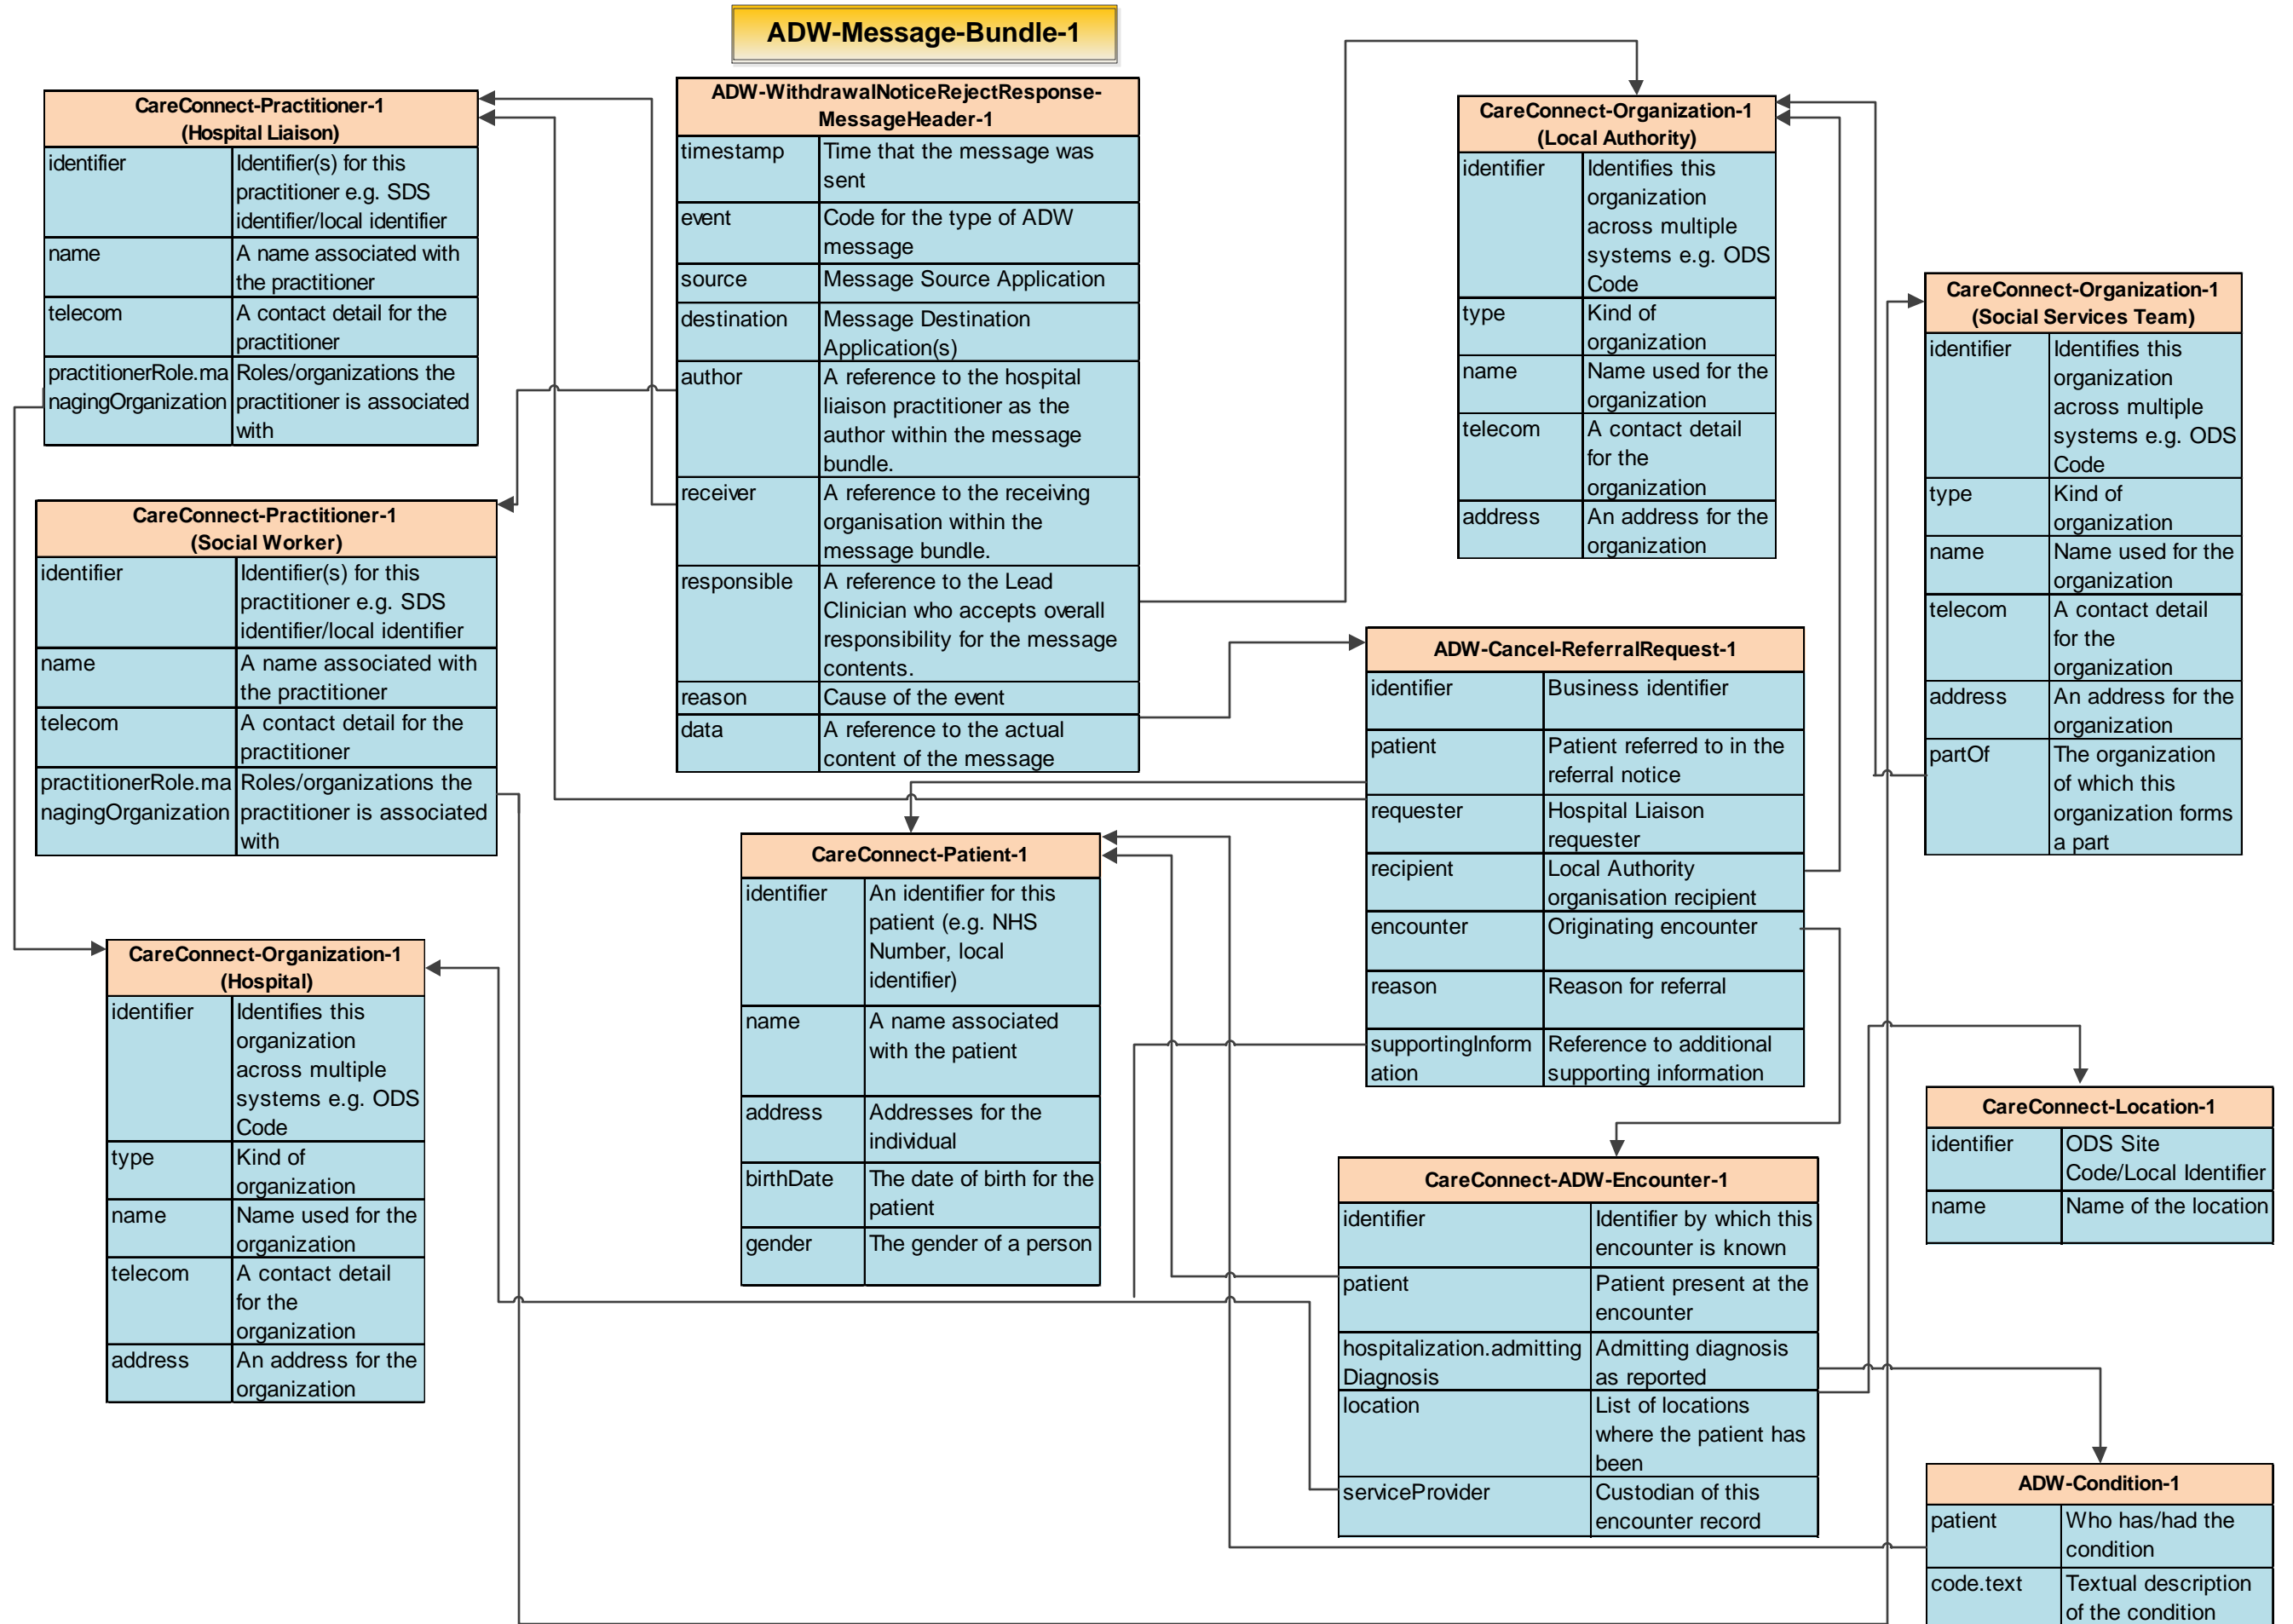 ADW-Message-Bundle-1
CareConnect-Practitioner-1
(Hospital Liaison)
identifier
Identifier(s) for this
practitioner e.g. SDS
identifier/local identifier
name
A name associated with
the practitioner
telecom
A contact detail for the
practitioner
practitionerRole.ma
nagingOrganization
Roles/organizations the
practitioner is associated
with
ADW-WithdrawalNoticeRejectResponse-
MessageHeader-1
timestamp
Time that the message was
sent
event
Code for the type of ADW
message
source
Message Source Application
destination
Message Destination
Application(s)
author
A reference to the hospital
liaison practitioner as the
author within the message
bundle.
receiver
A reference to the receiving
organisation within the
message bundle.
responsible
A reference to the Lead
Clinician who accepts overall
responsibility for the message
contents.
reason
Cause of the event
data
A reference to the actual
content of the message
CareConnect-Organization-1
(Local Authority)
identifier
Identifies this
organization
across multiple
systems e.g. ODS
Code
type
Kind of
organization
name
Name used for the
organization
telecom
A contact detail
for the
organization
address
An address for the
organization
CareConnect-Organization-1
(Social Services Team)
identifier
Identifies this
organization
across multiple
systems e.g. ODS
Code
type
Kind of
organization
name
Name used for the
organization
telecom
A contact detail
for the
organization
address
An address for the
organization
partOf
The organization
of which this
organization forms
a part
CareConnect-Practitioner-1
(Social Worker)
identifier
Identifier(s) for this
practitioner e.g. SDS
identifier/local identifier
name
A name associated with
the practitioner
telecom
A contact detail for the
practitioner
practitionerRole.ma
nagingOrganization
Roles/organizations the
practitioner is associated
with
ADW-Cancel-ReferralRequest-1
identifier
Business identifier
patient
Patient referred to in the
referral notice
requester
Hospital Liaison
requester
recipient
Local Authority
organisation recipient
encounter
Originating encounter
reason
Reason for referral
supportingInform
ation
Reference to additional
supporting information
CareConnect-Patient-1
identifier
An identifier for this
patient (e.g. NHS
Number, local
identifier)
name
A name associated
with the patient
address
Addresses for the
individual
birthDate
The date of birth for the
patient
gender
The gender of a person
CareConnect-Organization-1
(Hospital)
identifier
Identifies this
organization
across multiple
systems e.g. ODS
Code
type
Kind of
organization
name
Name used for the
organization
telecom
A contact detail
for the
organization
address
An address for the
organization
CareConnect-Location-1
identifier
ODS Site
Code/Local Identifier
name
Name of the location
CareConnect-ADW-Encounter-1
identifier
Identifier by which this
encounter is known
patient
Patient present at the
encounter
hospitalization.admitting
Diagnosis
Admitting diagnosis
as reported
location
List of locations
where the patient has
been
serviceProvider
Custodian of this
encounter record
ADW-Condition-1
patient
Who has/had the
condition
code.text
Textual description
of the condition